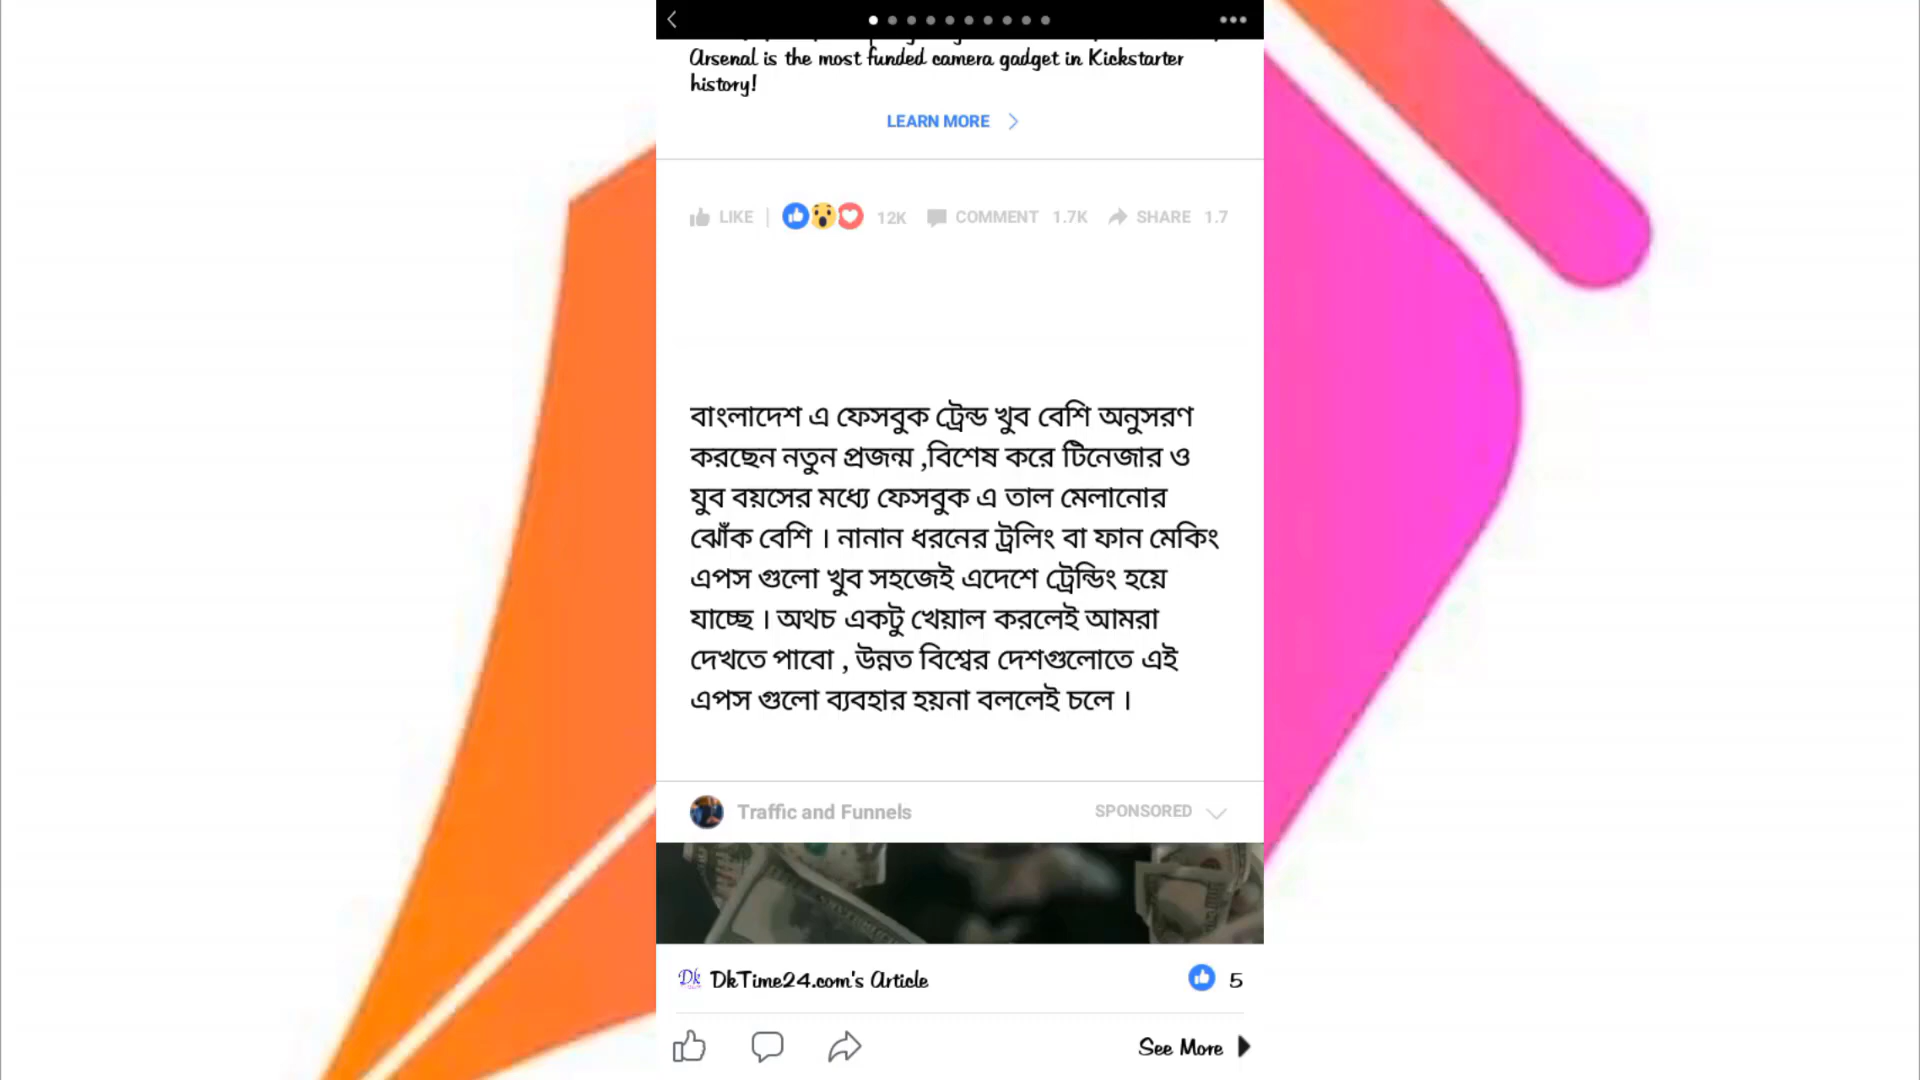 Arsenal is the most funded camera gadget in Kickstarter
history!
LEARN MORE
LIKE 12K COMMENT 1.7K SHARE 1.7
বাংলাদেশ এ ফেসবুক ট্রেন্ড খুব বেশি অনুসরণ
করছেন নতুন প্রজন্ম ,বিশেষ করে টিনেজার ও
যুব বয়সের মধ্যে ফেসবুক এ তাল মেলানোর
ঝোঁক বেশি । নানান ধরনের ট্রলিং বা ফান মেকিং
এপস গুলো খুব সহজেই এদেশে ট্রেন্ডিং হয়ে
যাচ্ছে । অথচ একটু খেয়াল করলেই আমরা
দেখতে পাবো , উন্নত বিশ্বের দেশগুলোতে এই
এপস গুলো ব্যবহার হয়না বললেই চলে ।
Traffic and Funnels SPONSORED
Dk DkTime24.com's Article 5
See More